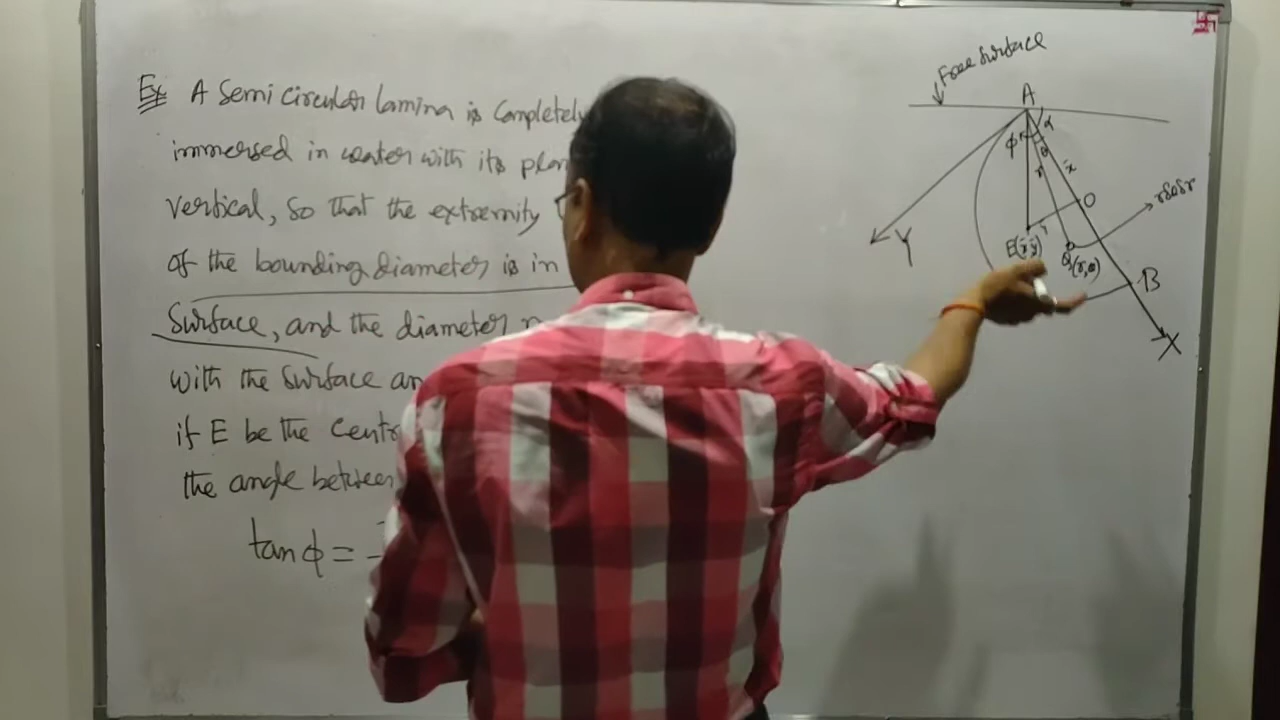 Ex A Semi circular lamina is Completely
immersed in water with its plan
vertical, So that the extremity
of the bounding diameter is in
Surface, and the diameter
with the Surface an
if E be the Centr
the angle between
tan ϕ =
Free Surface
A
ϕ α
θ
r x̄
O rδθδr
Y E(x̄,ȳ) ȳ Q(r,θ)
B
X